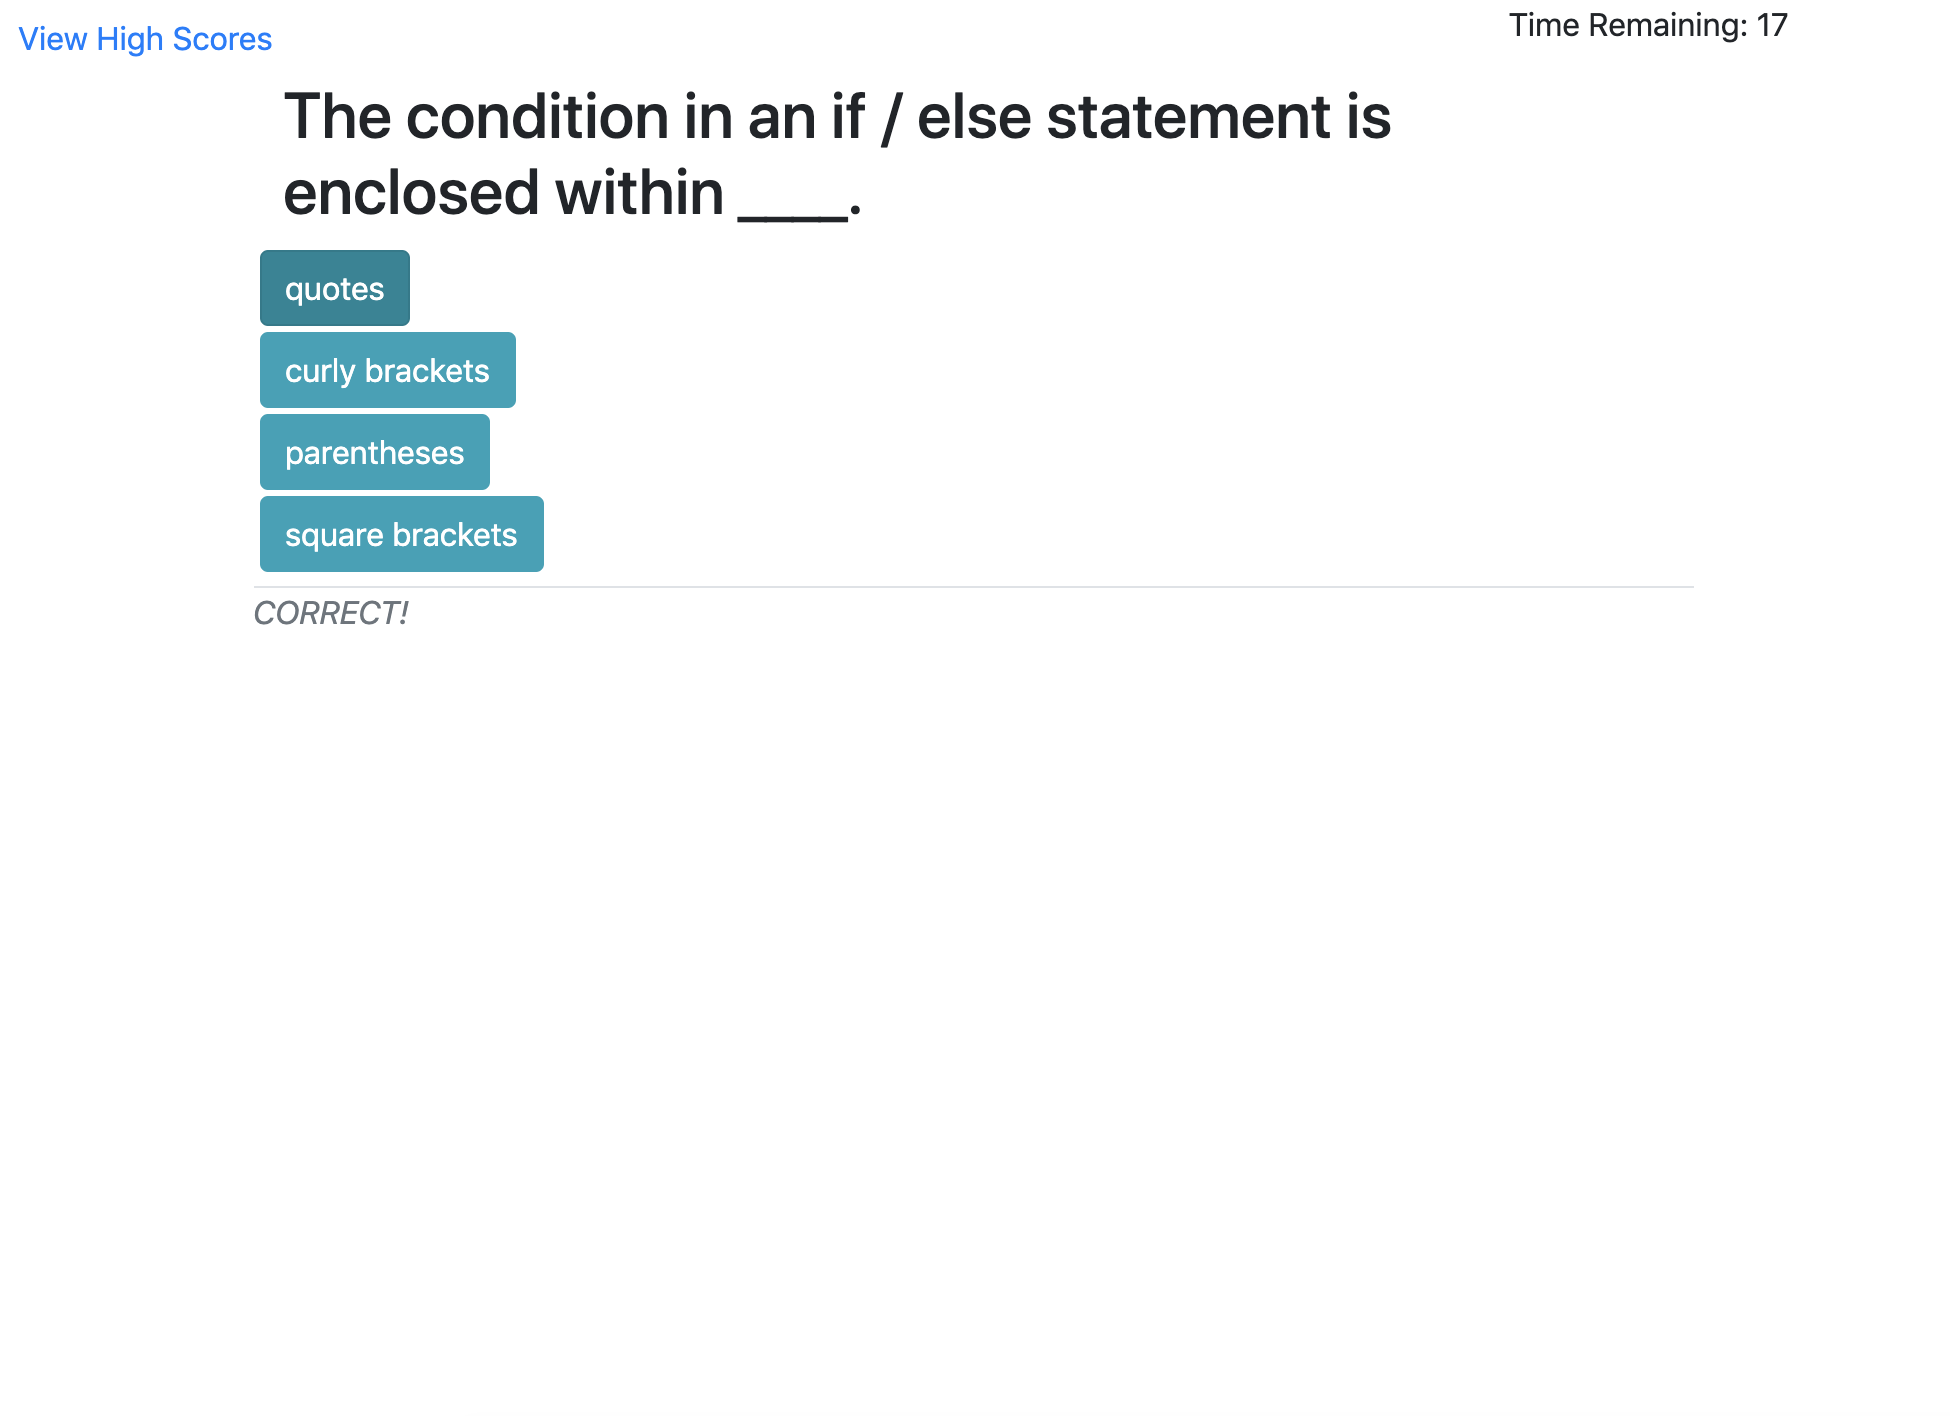 View High Scores
Time Remaining: 17
The condition in an if / else statement is
enclosed within ____.
quotes
curly brackets
parentheses
square brackets
CORRECT!